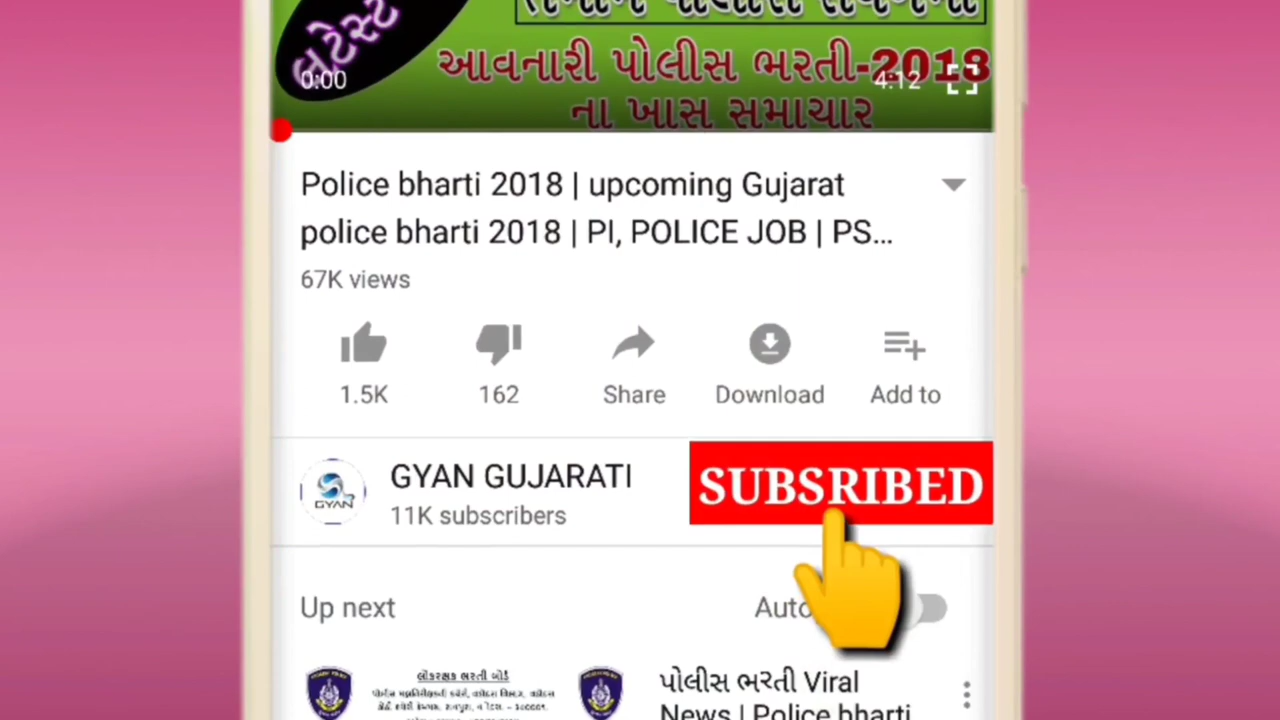 લેટેસ્ટ
આવનારી પોલીસ ભરતી-2018
0:00
4:12
ના ખાસ સમાચાર
Police bharti 2018 | upcoming Gujarat
police bharti 2018 | PI, POLICE JOB | PS...
67K views
1.5K
162
Share
Download
Add to
GYAN
GYAN GUJARATI
11K subscribers
SUBSRIBED
Up next
Auto
લોકરક્ષક ભરતી બોર્ડ
પોલીસ ભરતી Viral
News | Police bharti